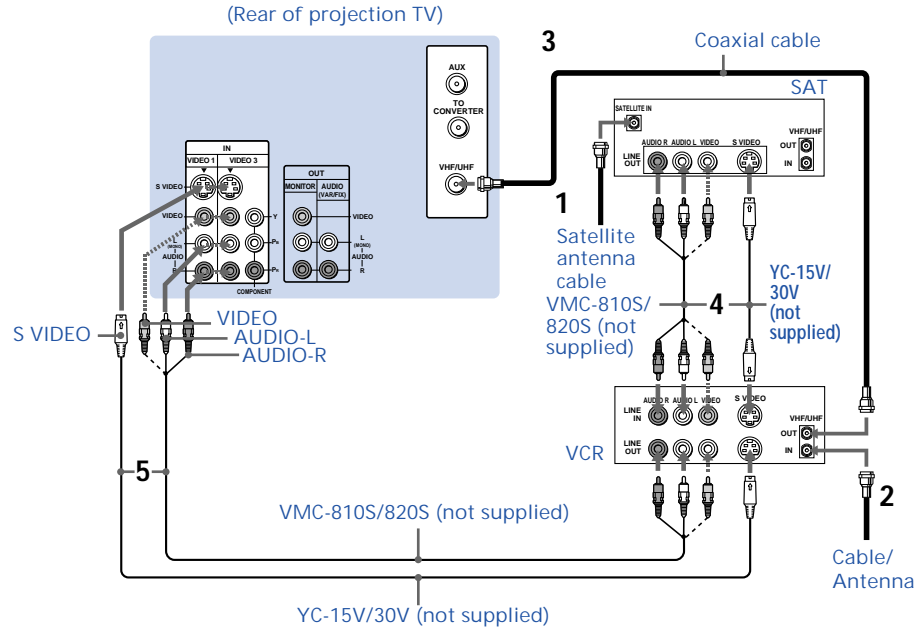 (Rear of projection TV)
3
Coaxial cable
SAT
AUX
TO
CONVERTER
VHF/UHF
SATELLITE IN
AUDIO R AUDIO L VIDEO S VIDEO
LINE
OUT
VHF/UHF
OUT
IN
IN
VIDEO 1 VIDEO 3
S VIDEO
VIDEO
L
(MONO)
AUDIO
R
Y
PB
PR
COMPONENT
OUT
MONITOR AUDIO
(VAR/FIX)
VIDEO
L
(MONO)
AUDIO
R
1
Satellite
antenna
cable
VMC-810S/
820S (not
supplied)
4
YC-15V/
30V
(not
supplied)
S VIDEO
VIDEO
AUDIO-L
AUDIO-R
AUDIO R AUDIO L VIDEO S VIDEO
LINE
IN
LINE
OUT
VHF/UHF
OUT
IN
VCR
5
2
VMC-810S/820S (not supplied)
Cable/
Antenna
YC-15V/30V (not supplied)